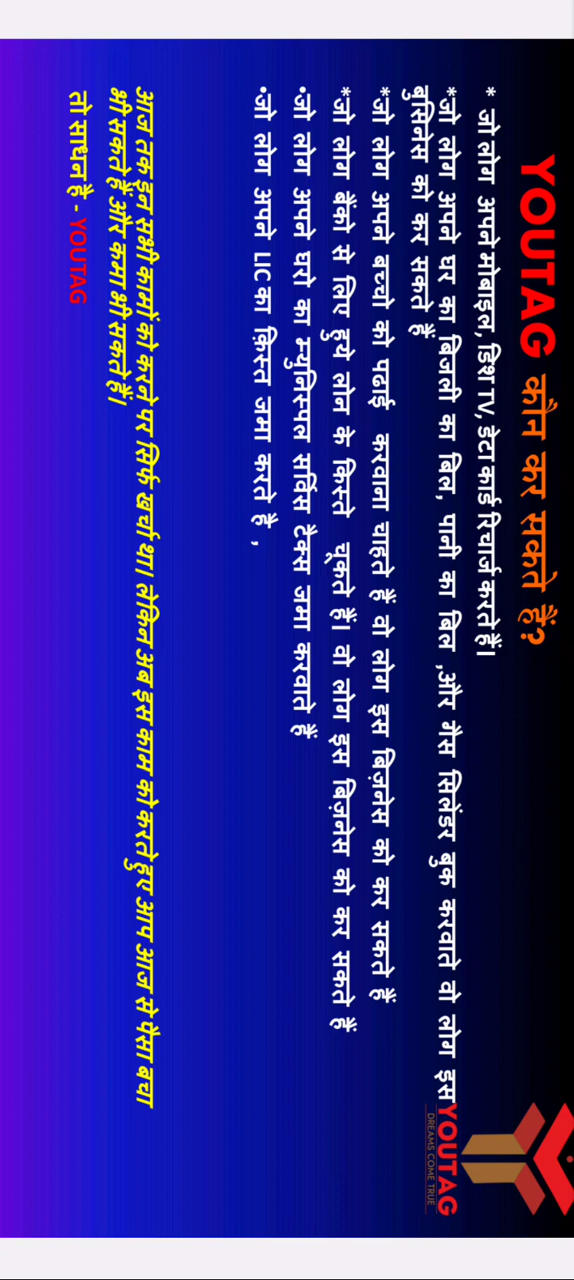 YOUTAG कौन कर सकते हैं?
* जो लोग अपने मोबाइल, डिश TV, डेटा कार्ड रिचार्ज करते हैं।
*जो लोग अपने घर का बिजली का बिल, पानी का बिल ,और गैस सिलेंडर बुक करवाते वो लोग इस
बुसिनेस को कर सकते हैं
*जो लोग अपने बच्चो को पढाई करवाना चाहते हैं वो लोग इस बिज़नेस को कर सकते हैं
*जो लोग बैंको से लिए हुये लोन के किस्ते चूकते हैं। वो लोग इस बिज़नेस को कर सकते हैं
•जो लोग अपने घरो का म्युनिस्पल सर्विस टैक्स जमा करवाते हैं
•जो लोग अपने LIC का क़िस्त जमा करते है ,
आज तक इन सभी कामों को करने पर सिर्फ खर्चा था। लेकिन अब इस काम को करते हुए आप आज से पैसा बचा
भी सकते हैं और कमा भी सकते हैं।
तो साधन है - YOUTAG
YOUTAG
DREAMS COME TRUE